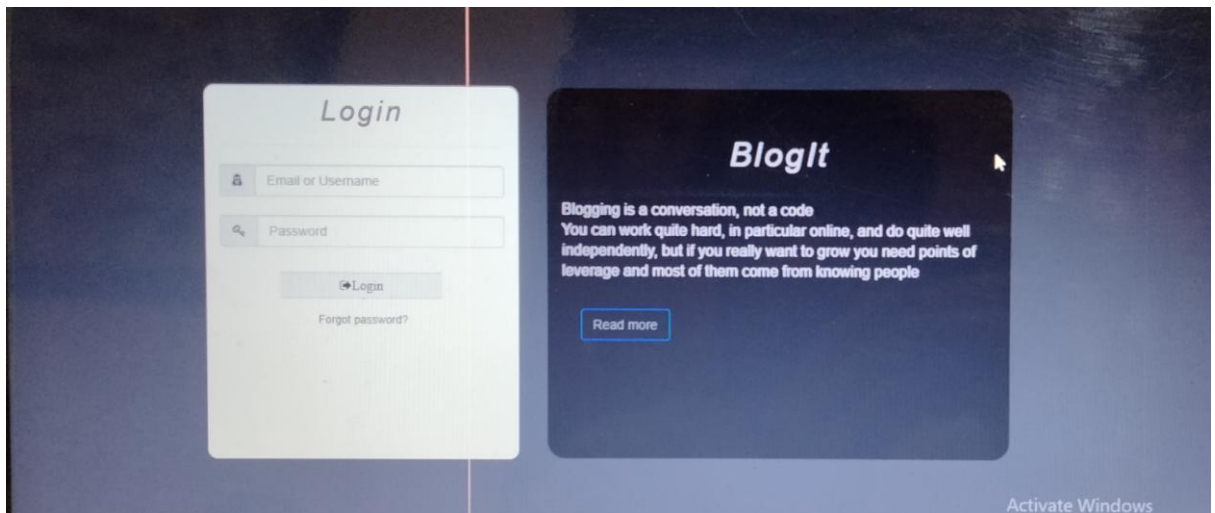 Login
Email or Username
Password
Login
Forgot password?
BlogIt
Blogging is a conversation, not a code
You can work quite hard, in particular online, and do quite well
independently, but if you really want to grow you need points of
leverage and most of them come from knowing people
Read more
Activate Windows